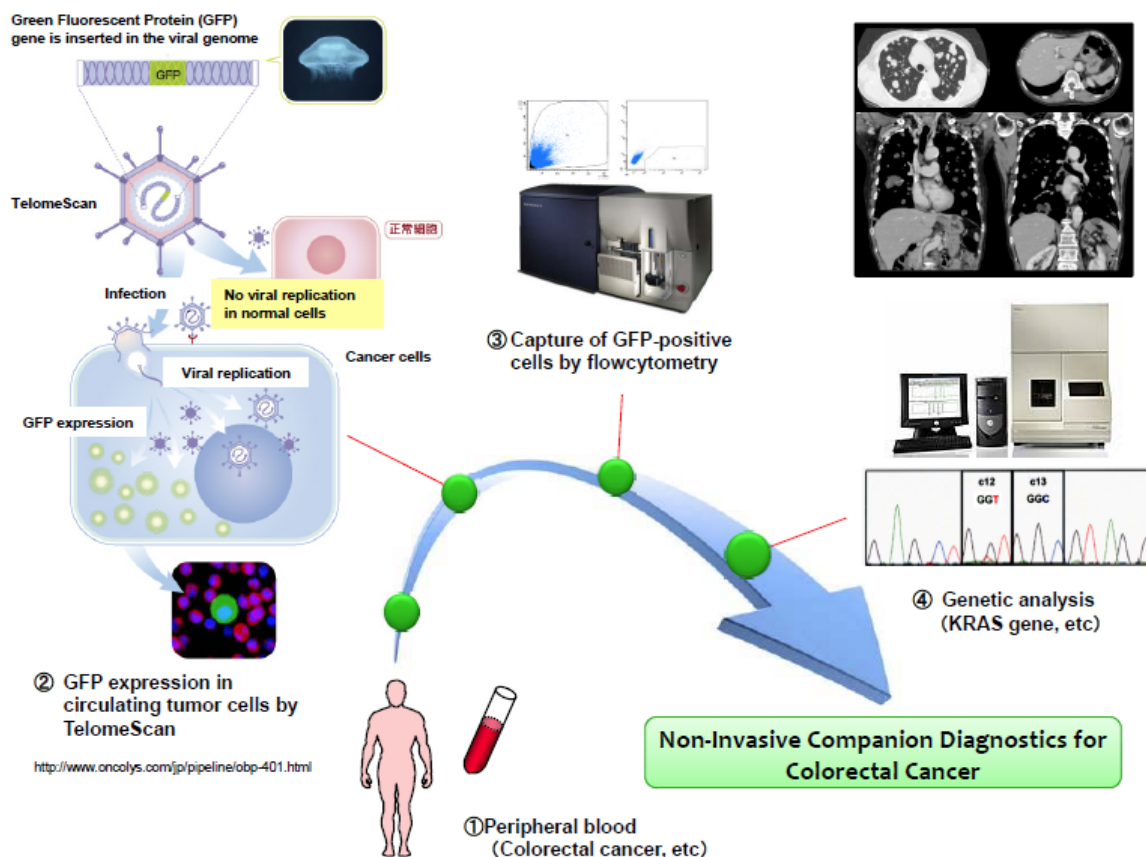 Green Fluorescent Protein (GFP)
gene is inserted in the viral genome
GFP
TelomeScan
正常細胞
Infection
No viral replication
in normal cells
Cancer cells
Viral replication
GFP expression
② GFP expression in
circulating tumor cells by
TelomeScan
http://www.oncolys.com/jp/pipeline/obp-401.html
①Peripheral blood
（Colorectal cancer, etc）
③ Capture of GFP-positive
cells by flowcytometry
c12
GGT
c13
GGC
④ Genetic analysis
（KRAS gene, etc）
Non-Invasive Companion Diagnostics for
Colorectal Cancer